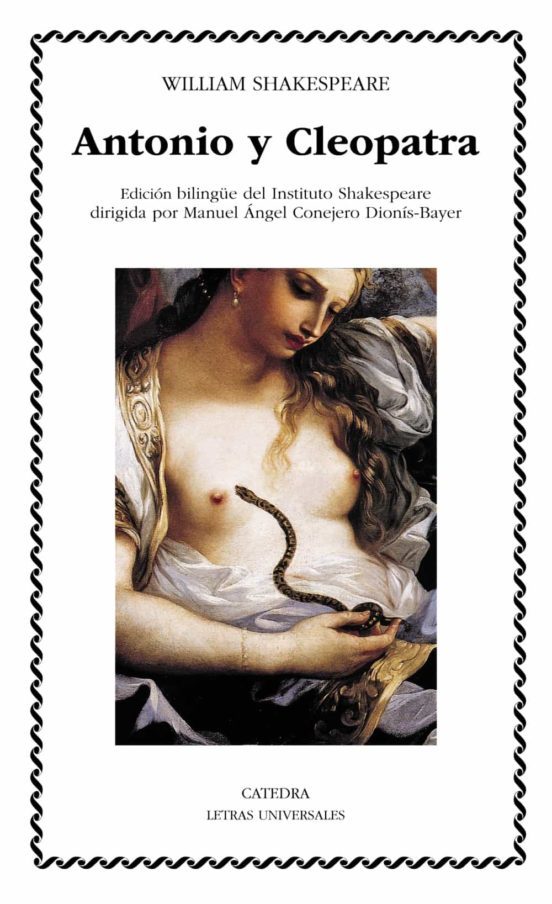 WILLIAM SHAKESPEARE
Antonio y Cleopatra
Edición bilingüe del Instituto Shakespeare
dirigida por Manuel Ángel Conejero Dionís-Bayer
CATEDRA
LETRAS UNIVERSALES